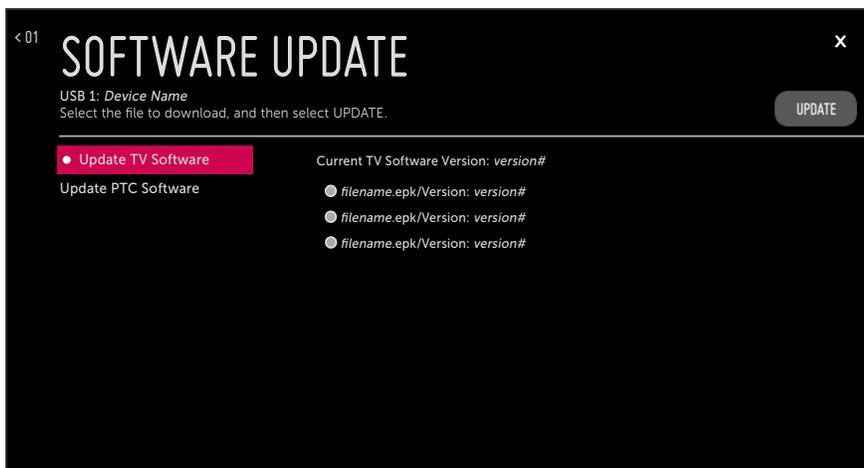 < 01
SOFTWARE UPDATE
X
USB 1: Device Name
Select the file to download, and then select UPDATE.
UPDATE
Update TV Software
Update PTC Software
Current TV Software Version: version#
filename.epk/Version: version#
filename.epk/Version: version#
filename.epk/Version: version#